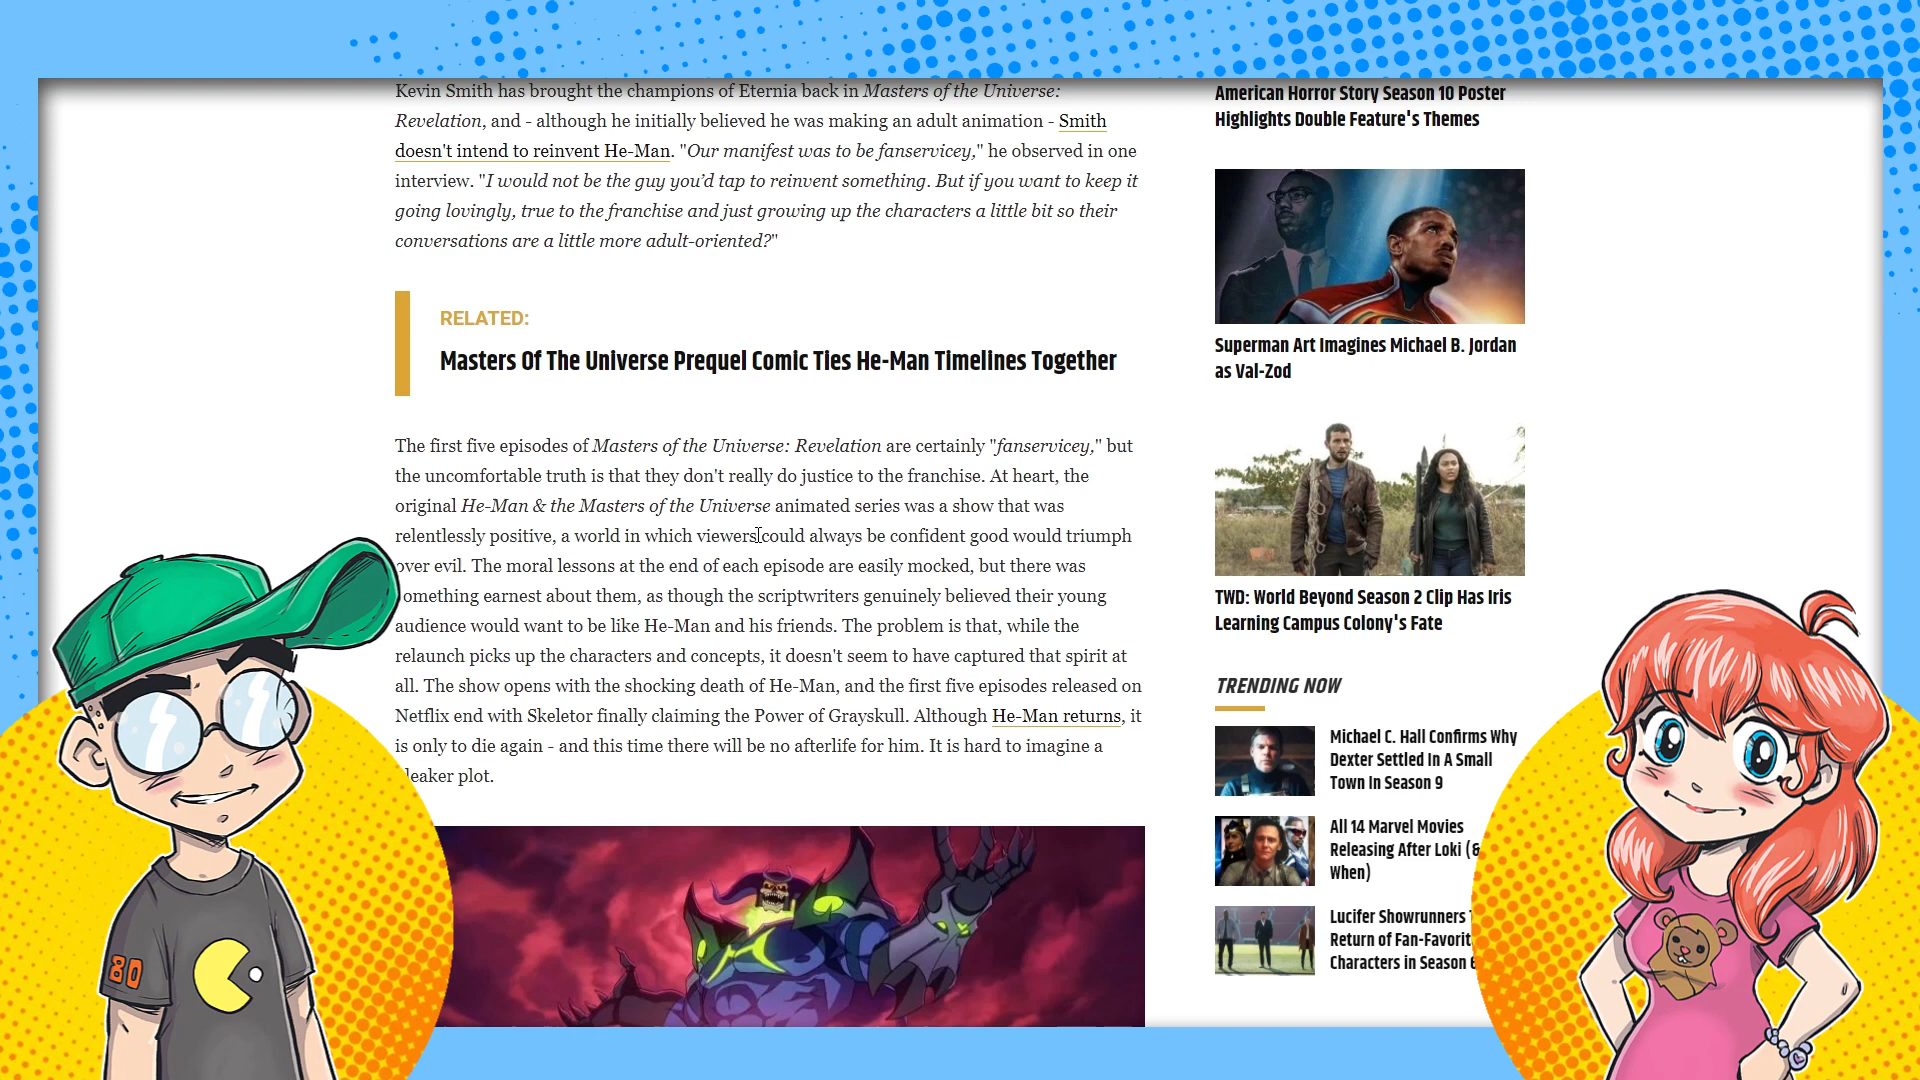 Kevin Smith has brought the champions of Eternia back in Masters of the Universe:
Revelation, and - although he initially believed he was making an adult animation - Smith
doesn't intend to reinvent He-Man. "Our manifest was to be fanservicey," he observed in one
interview. "I would not be the guy you'd tap to reinvent something. But if you want to keep it
going lovingly, true to the franchise and just growing up the characters a little bit so their
conversations are a little more adult-oriented?"
RELATED:
Masters Of The Universe Prequel Comic Ties He-Man Timelines Together
The first five episodes of Masters of the Universe: Revelation are certainly "fanservicey," but
the uncomfortable truth is that they don't really do justice to the franchise. At heart, the
original He-Man & the Masters of the Universe animated series was a show that was
relentlessly positive, a world in which viewers could always be confident good would triumph
over evil. The moral lessons at the end of each episode are easily mocked, but there was
omething earnest about them, as though the scriptwriters genuinely believed their young
audience would want to be like He-Man and his friends. The problem is that, while the
relaunch picks up the characters and concepts, it doesn't seem to have captured that spirit at
all. The show opens with the shocking death of He-Man, and the first five episodes released on
Netflix end with Skeletor finally claiming the Power of Grayskull. Although He-Man returns, it
is only to die again - and this time there will be no afterlife for him. It is hard to imagine a
leaker plot.
American Horror Story Season 10 Poster
Highlights Double Feature's Themes
Superman Art Imagines Michael B. Jordan
as Val-Zod
TWD: World Beyond Season 2 Clip Has Iris
Learning Campus Colony's Fate
TRENDING NOW
Michael C. Hall Confirms Why
Dexter Settled In A Small
Town In Season 9
All 14 Marvel Movies
Releasing After Loki (&
When)
Lucifer Showrunners
Return of Fan-Favorit
Characters in Season 6
80